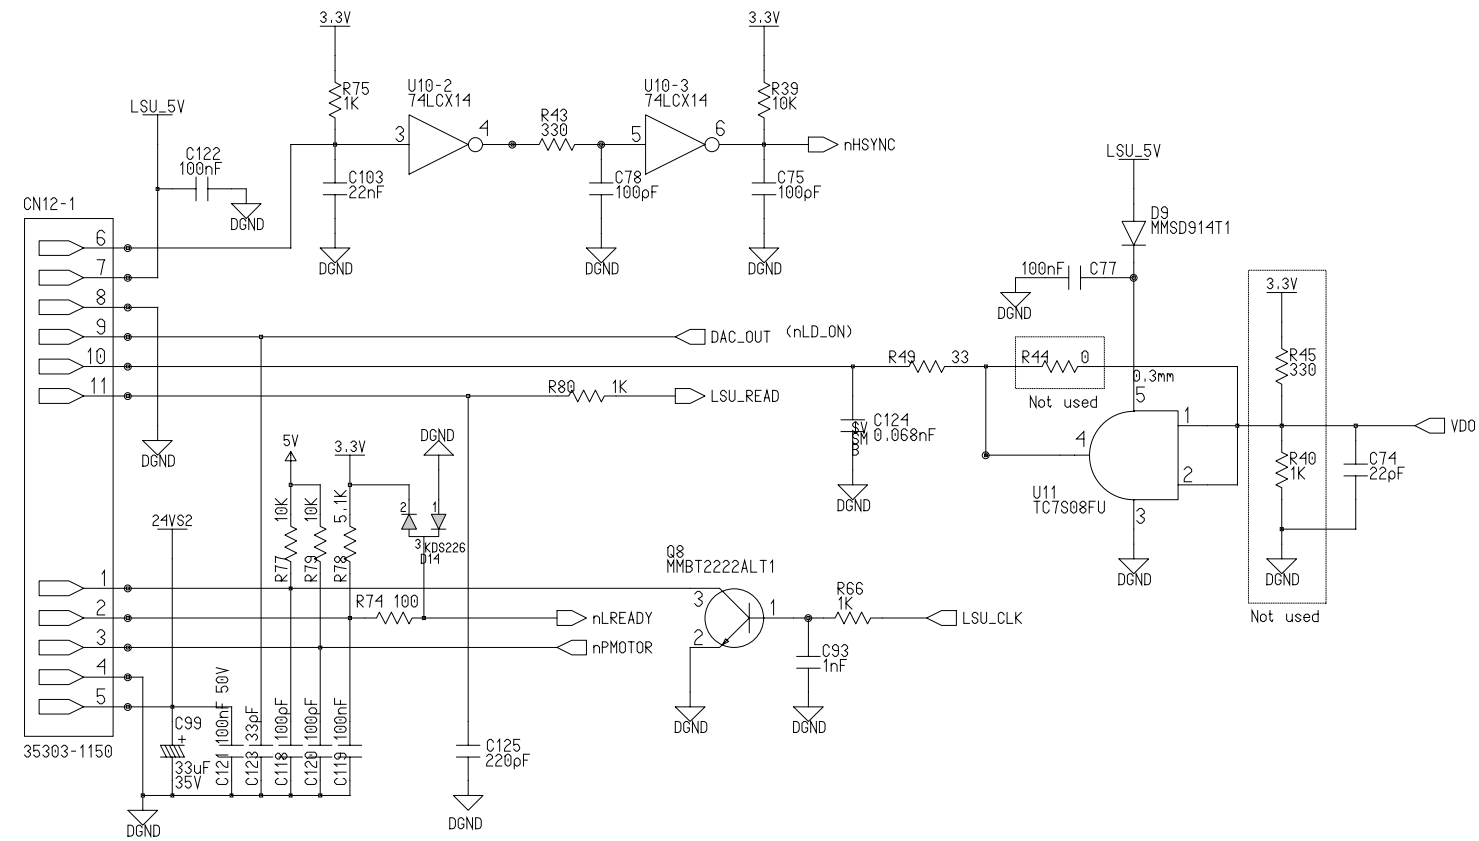 3.3V
3.3V
R75
1K
U10-2
74LCX14
U10-3
74LCX14
R39
10K
LSU_5V
R43
330
3
4
5
6
nHSYNC
C122
100nF
C103
22nF
C78
100pF
C75
100pF
LSU_5V
CN12-1
DGND
D9
MMSD914T1
6
7
8
9
10
11
DGND
DGND
DGND
100nF
C77
DGND
3.3V
DAC_OUT
(nLD_ON)
R49
33
R44
0
Not used
0.3mm
5
R45
330
R80
1K
LSU_READ
C124
0.068nF
SV
SM
B
4
1
2
3
U11
TC7S08FU
VDO
R40
1K
C74
22pF
DGND
5V
3.3V
DGND
DGND
24VS2
R77
10K
R79
10K
R78
5.1K
2
1
3
KDS226
D14
DGND
DGND
Not used
Q8
MMBT2222ALT1
3
2
1
R66
1K
LSU_CLK
1
2
3
4
5
R74 100
nLREADY
nPMOTOR
C93
1nF
DGND
DGND
C99
+
33uF
35V
C121 100nF 50V
C123 33pF
C118 100pF
C120 100pF
C119 100nF
C125
220pF
35303-1150
DGND
DGND